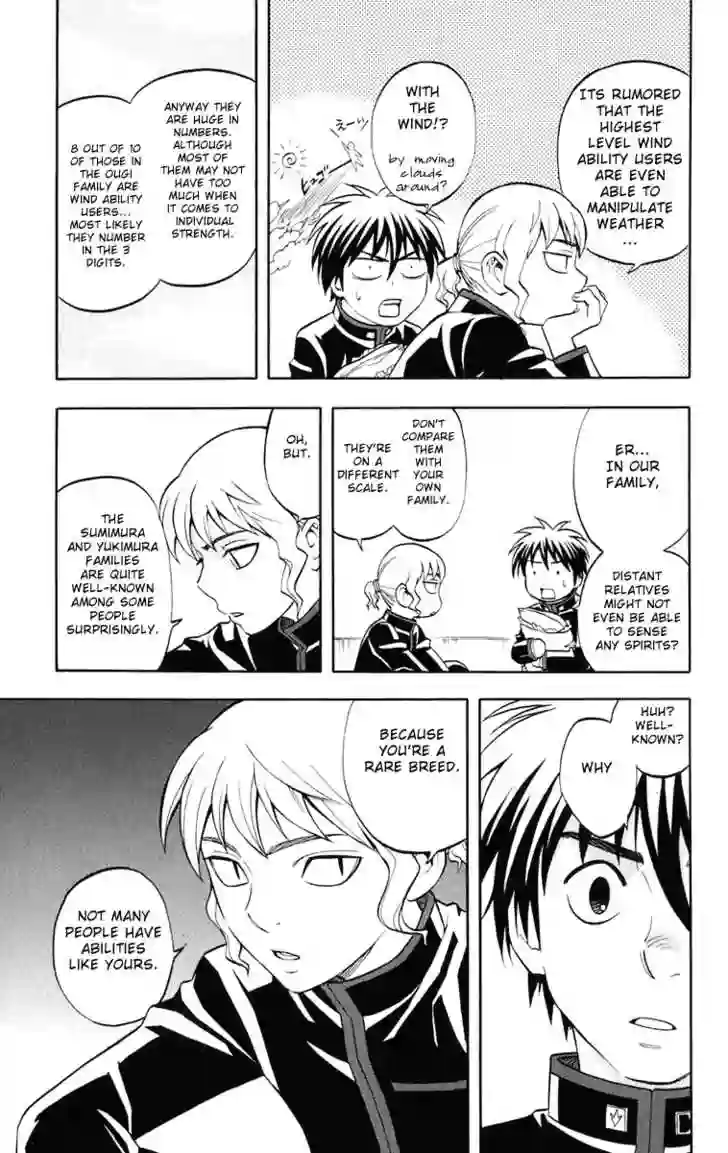 ITS RUMORED
THAT THE
HIGHEST
LEVEL WIND
ABILITY USERS
ARE EVEN
ABLE TO
MANIPULATE
WEATHER
...
WITH
THE
WIND!?
by moving
clouds
around?
えーッ
ANYWAY THEY
ARE HUGE IN
NUMBERS.
ALTHOUGH
MOST OF
THEM MAY
NOT HAVE
TOO MUCH
WHEN IT
COMES TO
INDIVIDUAL
STRENGTH.
8 OUT OF 10
OF THOSE IN
THE OUGI
FAMILY ARE
WIND ABILITY
USERS...
MOST LIKELY
THEY NUMBER
IN THE 3
DIGITS.
ER...
IN OUR
FAMILY,
DISTANT
RELATIVES
MIGHT NOT
EVEN BE ABLE
TO SENSE
ANY SPIRITS?
DON'T
COMPARE
THEM
WITH
YOUR
OWN
FAMILY.
THEY'RE
ON A
DIFFERENT
SCALE.
OH,
BUT.
THE
SUMIMURA
AND YUKIMURA
FAMILIES
ARE QUITE
WELL-KNOWN
AMONG SOME
PEOPLE
SURPRISINGLY.
HUH?
WELL-
KNOWN?
WHY
BECAUSE
YOU'RE A
RARE BREED.
NOT MANY
PEOPLE HAVE
ABILITIES
LIKE YOURS.